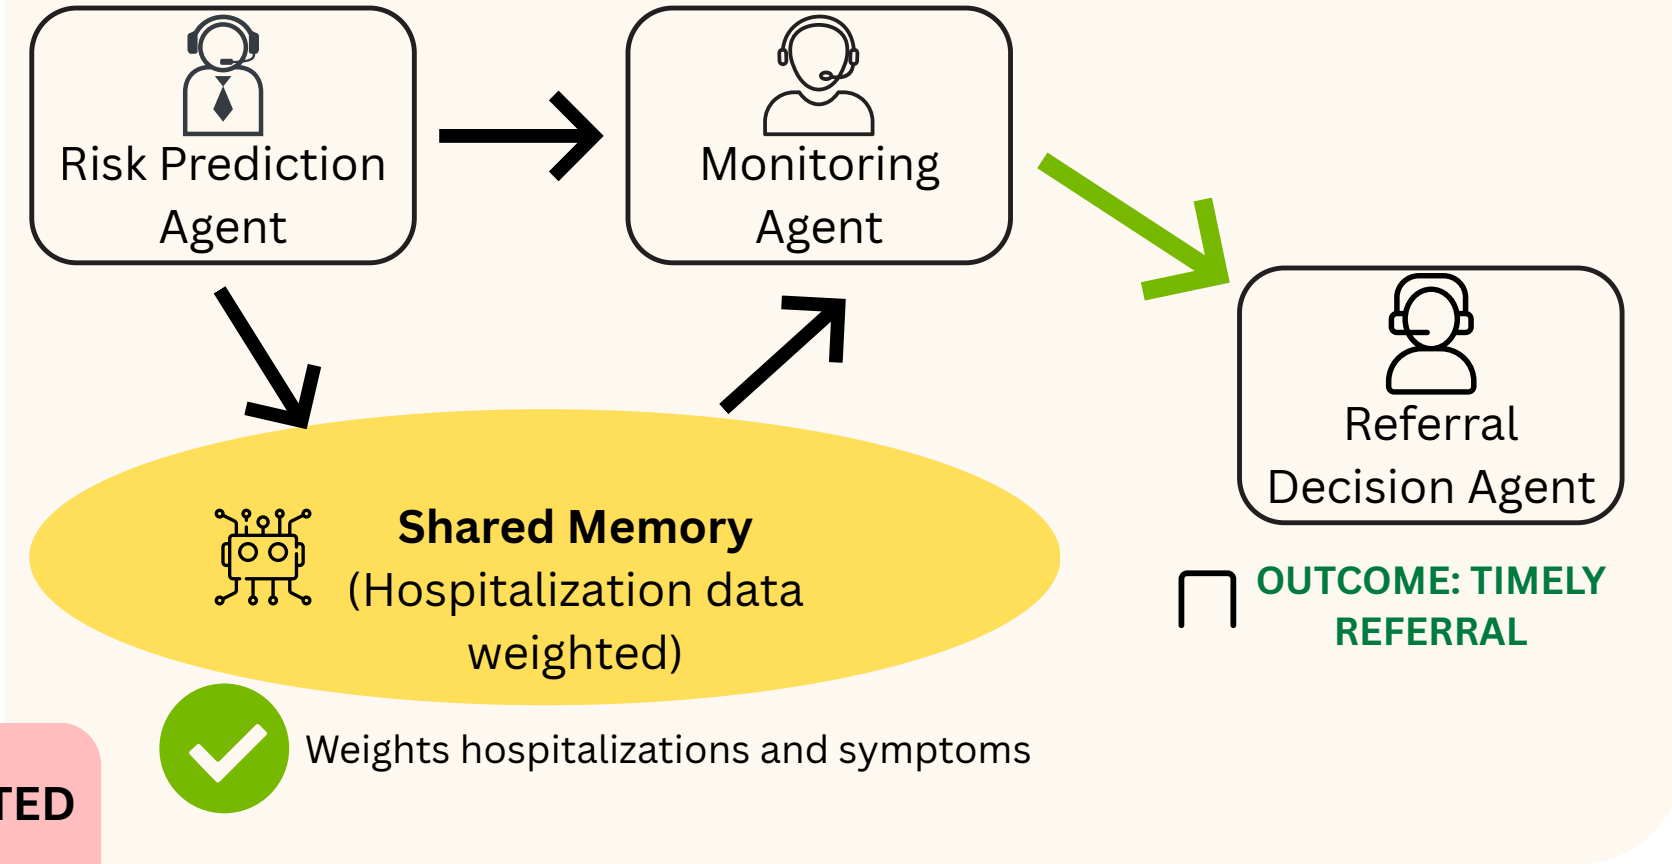 Risk Prediction
Agent
Monitoring
Agent
Referral
Decision Agent
Shared Memory
(Hospitalization data
weighted)
OUTCOME: TIMELY
REFERRAL
Weights hospitalizations and symptoms
TED